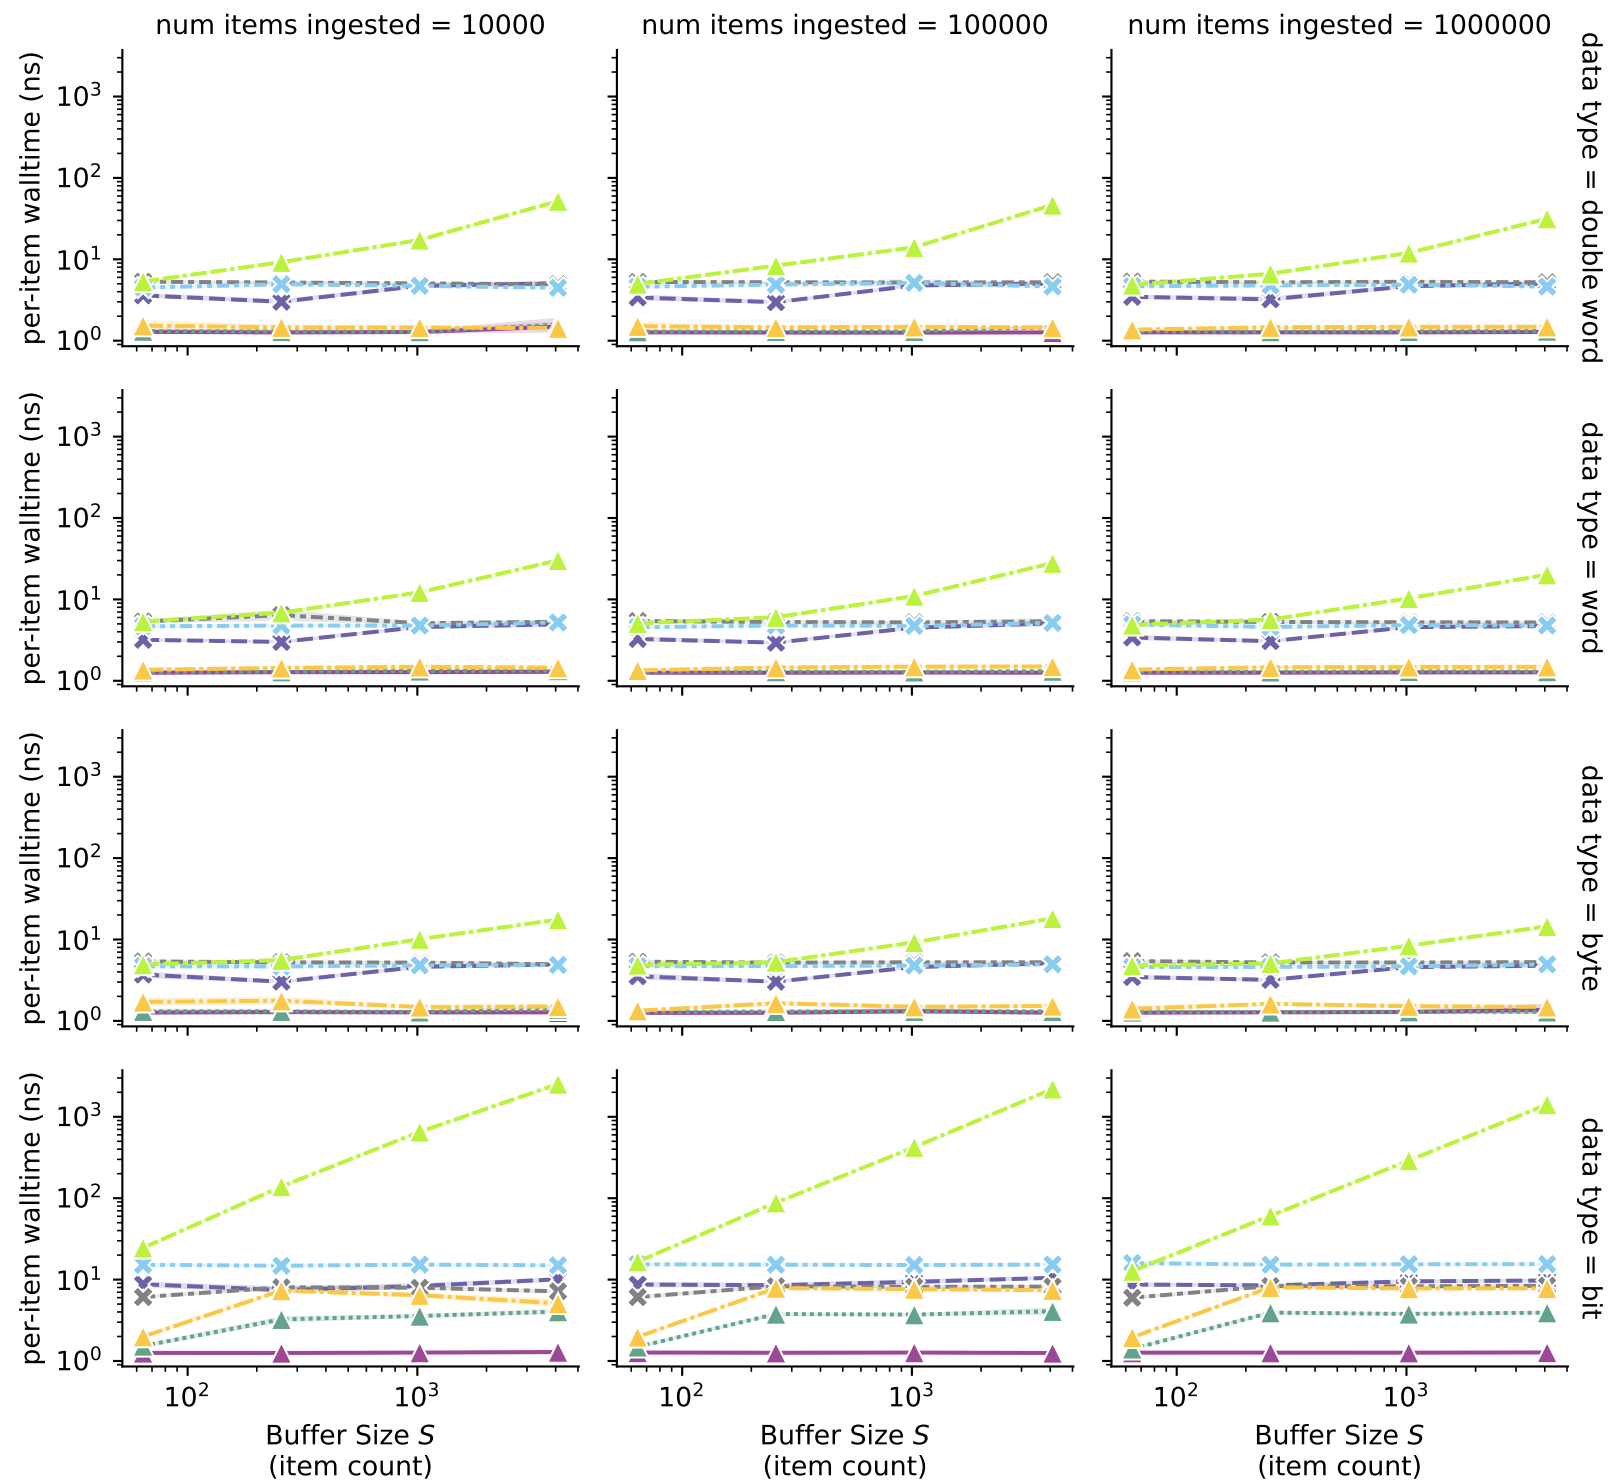 num items ingested = 10000
num items ingested = 100000
num items ingested = 1000000
per-item walltime (ns)
10³
10²
10¹
10⁰
data type = double word
per-item walltime (ns)
10³
10²
10¹
10⁰
data type = word
per-item walltime (ns)
10³
10²
10¹
10⁰
data type = byte
per-item walltime (ns)
10³
10²
10¹
10⁰
data type = bit
10² 10³
10² 10³
10² 10³
Buffer Size S
(item count)
Buffer Size S
(item count)
Buffer Size S
(item count)